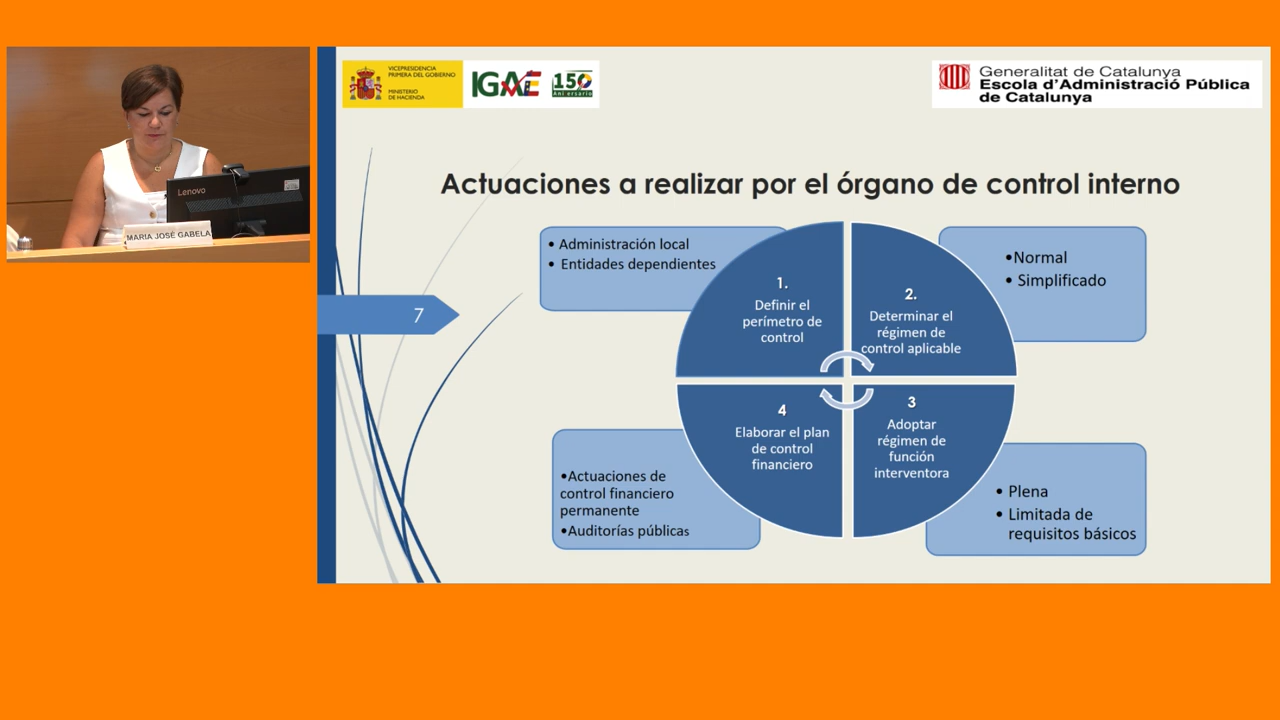 Lenovo
MARIA JOSÉ GABELA
VICEPRESIDENCIA
PRIMERA DEL GOBIERNO
MINISTERIO
DE HACIENDA
IGAE
150
Aniversario
Generalitat de Catalunya
Escola d'Administració Pública
de Catalunya
Actuaciones a realizar por el órgano de control interno
7
• Administración local
• Entidades dependientes
1.
Definir el
perímetro de
control
2.
Determinar el
régimen de
control aplicable
•Normal
• Simplificado
4
Elaborar el plan
de control
financiero
•Actuaciones de
control financiero
permanente
•Auditorías públicas
3
Adoptar
régimen de
función
interventora
• Plena
• Limitada de
requisitos básicos